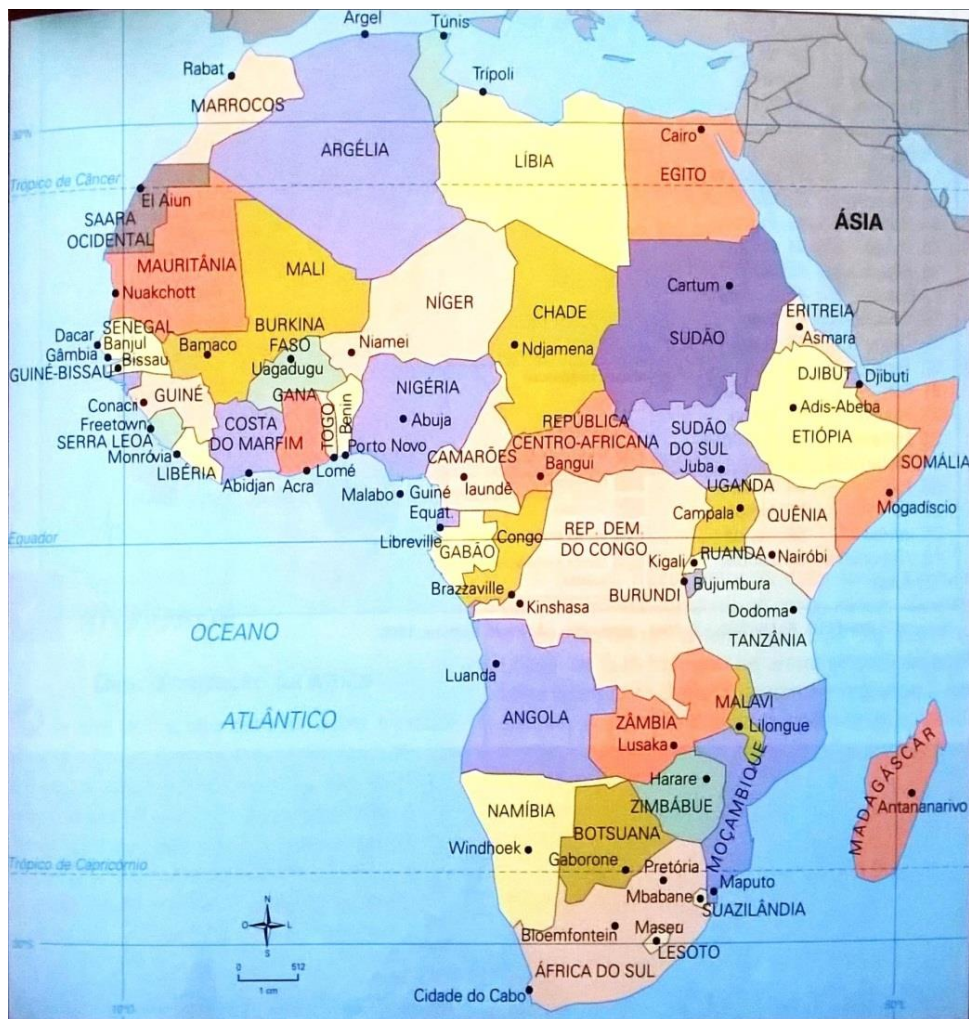 Argel
Túnis
Rabat
Trípoli
MARROCOS
30°N
Cairo
ARGÉLIA
LÍBIA
EGITO
Trópico de Câncer
El Aiun
SAARA
OCIDENTAL
ÁSIA
MAURITÂNIA
MALI
Nuakchott
NÍGER
CHADE
Cartum
SUDÃO
ERITREIA
Asmara
SENEGAL
Dacar
Banjul
Gâmbia
Bissau
GUINÉ-BISSAU
Bamaco
BURKINA
FASO
Uagadugu
Niamei
Ndjamena
DJIBUT
Djibuti
NIGÉRIA
Abuja
Adis-Abeba
ETIÓPIA
GUINÉ
Conacri
GANA
Freetown
SERRA LEOA
Monróvia
LIBÉRIA
COSTA
DO MARFIM
TOGO
Benin
Porto Novo
Abidjan
Acra
Lomé
REPÚBLICA
CENTRO-AFRICANA
Bangui
SUDÃO
DO SUL
Juba
SOMÁLIA
Mogadíscio
CAMARÕES
Iaundé
Malabo
Guiné
Equat.
UGANDA
Campala
QUÊNIA
Equador
Libreville
GABÃO
Congo
REP. DEM.
DO CONGO
Kigali
RUANDA
Nairóbi
Brazzaville
Kinshasa
BURUNDI
Bujumbura
Dodoma
TANZÂNIA
OCEANO
ATLÂNTICO
Luanda
ANGOLA
ZÂMBIA
Lusaka
MALAVI
Lilongue
Harare
ZIMBÁBUE
MOÇAMBIQUE
MADAGÁSCAR
Antananarivo
NAMÍBIA
Windhoek
BOTSUANA
Gaborone
Trópico de Capricórnio
Pretória
Maputo
Mbabane
SUAZILÂNDIA
Bloemfontein
Maseru
LESOTO
ÁFRICA DO SUL
Cidade do Cabo
N
O
L
S
0
512
1 cm
30°S